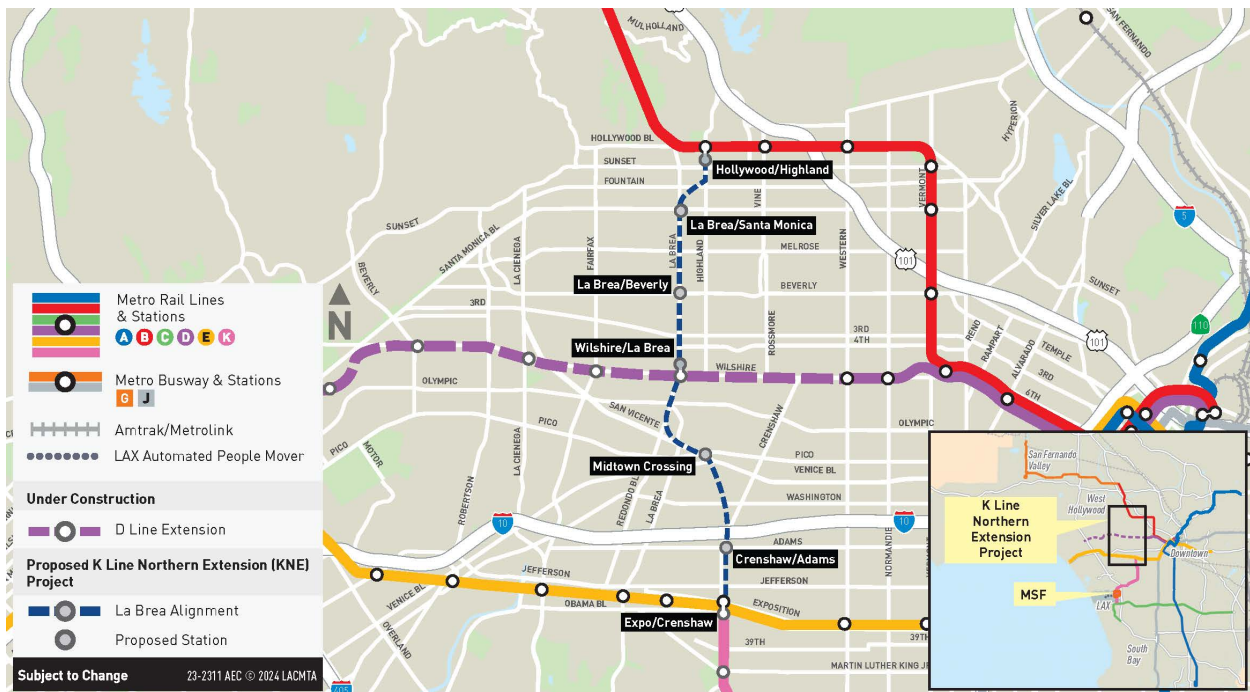 MULHOLLAND
SAN FERNANDO
HOLLYWOOD BL
SUNSET
FOUNTAIN
Hollywood/Highland
VINE
VERMONT
HYPERION
SILVER LAKE BL
5
SUNSET
SANTA MONICA BL
La Brea/Santa Monica
BEVERLY
LA CIENEGA
FAIRFAX
LA BREA
HIGHLAND
MELROSE
WESTERN
101
SUNSET
La Brea/Beverly
BEVERLY
3RD
N
110
Wilshire/La Brea
ROSSMORE
3RD
4TH
RENO
RAMPART
ALVARADO
TEMPLE
101
3RD
6TH
WILSHIRE
OLYMPIC
SAN VICENTE
CRENSHAW
OLYMPIC
PICO
PICO
MOTOR
LA CIENEGA
Midtown Crossing
PICO
VENICE BL
REDONDO BL
LA BREA
WASHINGTON
ROBERTSON
10
10
ADAMS
Crenshaw/Adams
NORMANDIE
JEFFERSON
JEFFERSON
VENICE BL
OBAMA BL
EXPOSITION
OVERLAND
Expo/Crenshaw
39TH
39TH
MARTIN LUTHER KING JR
405
Metro Rail Lines
& Stations
A B C D E K
Metro Busway & Stations
G J
Amtrak/Metrolink
LAX Automated People Mover
Under Construction
D Line Extension
Proposed K Line Northern Extension (KNE)
Project
La Brea Alignment
Proposed Station
Subject to Change 23-2311 AEC © 2024 LACMTA
San Fernando
Valley
West
Hollywood
K Line
Northern
Extension
Project
Downtown
MSF
LAX
South
Bay